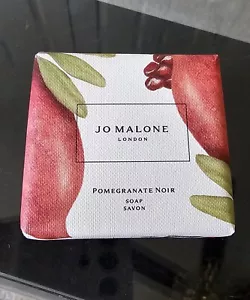 JO MALONE
LONDON
POMEGRANATE NOIR
SOAP
SAVON